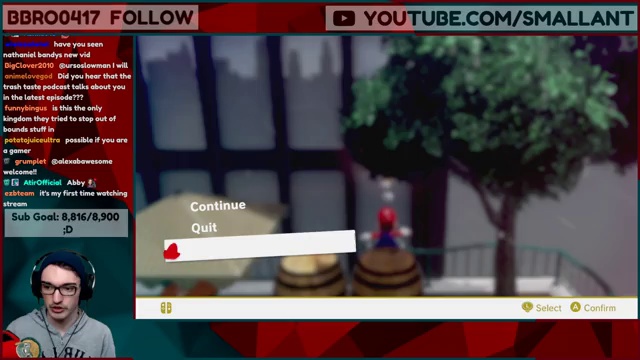 BBRO0417 FOLLOW
YOUTUBE.COM/SMALLANT
have you seen
nathaniel bandys new vid
BigClover2010 @ursoslowman I will
animelovegod Did you hear that the
trash taste podcast talks about you
in the latest episode???
funnybingus is this the only
kingdom they tried to stop out of
bounds stuff in
potatojuiceultra possible if you are
a gamer
grumplet @alexabawesome
welcome!!
AtirOfficial Abby
ezbteam it's my first time watching
stream
Sub Goal: 8,816/8,900
;D
Continue
Quit
L Select A Confirm